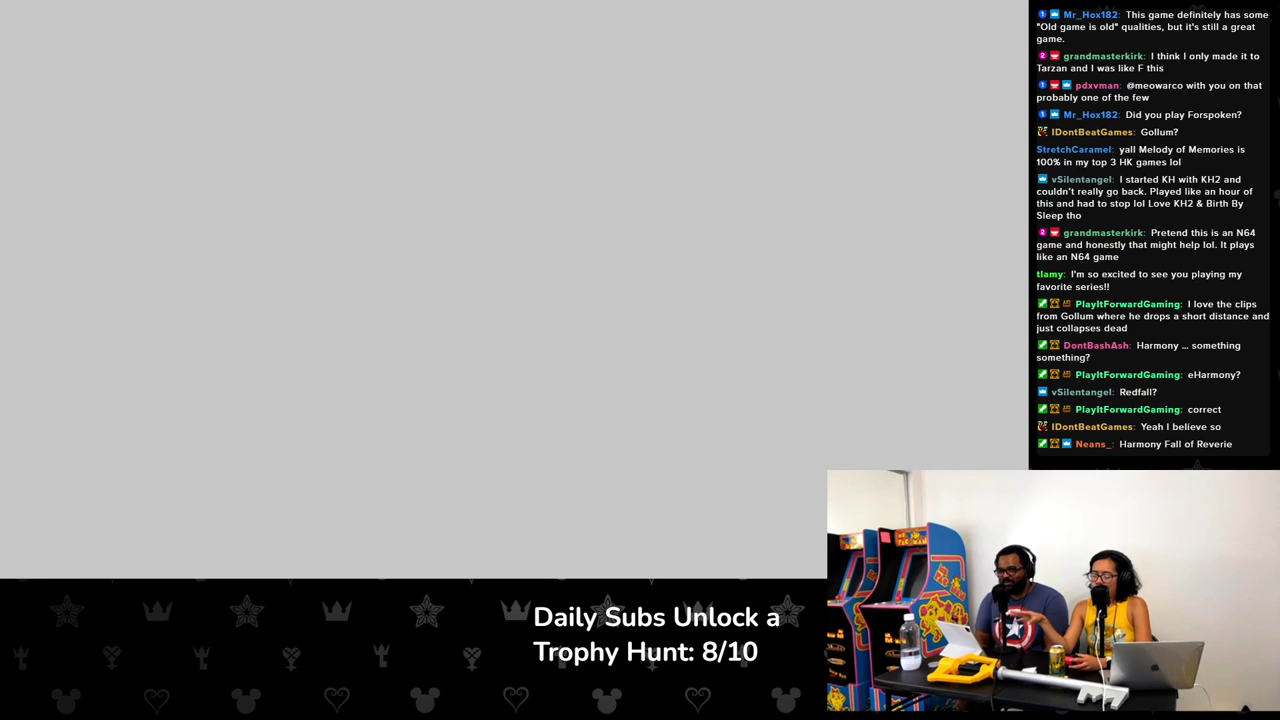 Mr_Hox182: This game definitely has some
"Old game is old" qualities, but it's still a great
game.
grandmasterkirk: I think I only made it to
Tarzan and I was like F this
pdxvman: @meowarco with you on that
probably one of the few
Mr_Hox182: Did you play Forspoken?
IDontBeatGames: Gollum?
StretchCaramel: yall Melody of Memories is
100% in my top 3 HK games lol
vSilentangel: I started KH with KH2 and
couldn't really go back. Played like an hour of
this and had to stop lol Love KH2 & Birth By
Sleep tho
grandmasterkirk: Pretend this is an N64
game and honestly that might help lol. It plays
like an N64 game
tlamy: I'm so excited to see you playing my
favorite series!!
PlayItForwardGaming: I love the clips
from Gollum where he drops a short distance and
just collapses dead
DontBashAsh: Harmony ... something
something?
PlayItForwardGaming: eHarmony?
vSilentangel: Redfall?
PlayItForwardGaming: correct
IDontBeatGames: Yeah I believe so
Neans_: Harmony Fall of Reverie
Daily Subs Unlock a
Trophy Hunt: 8/10